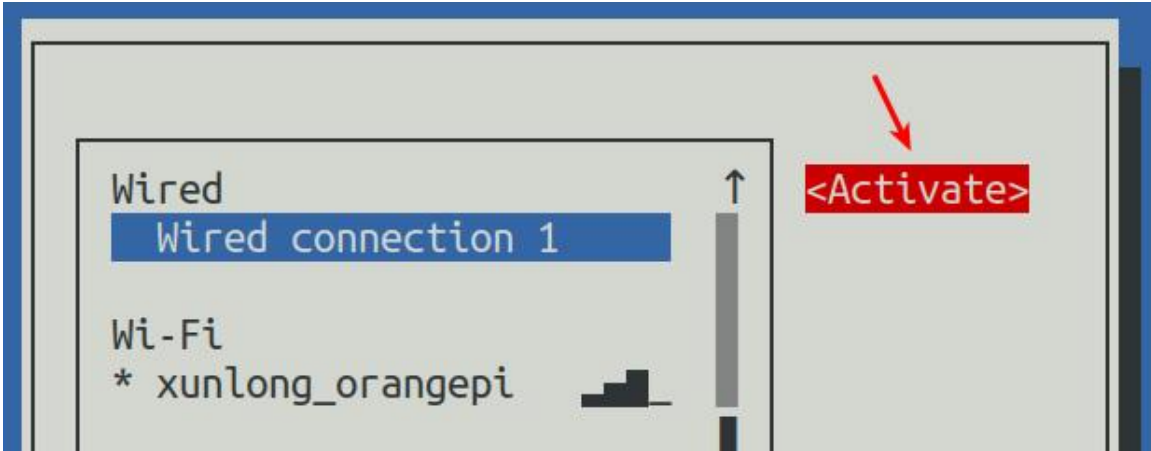 Wired
<Activate>
Wired connection 1
Wi-Fi
* xunlong_orangepi